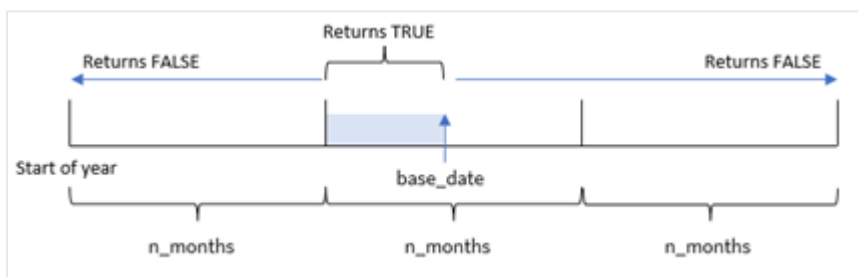 Returns TRUE
Returns FALSE
Returns FALSE
Start of year
base_date
n_months
n_months
n_months